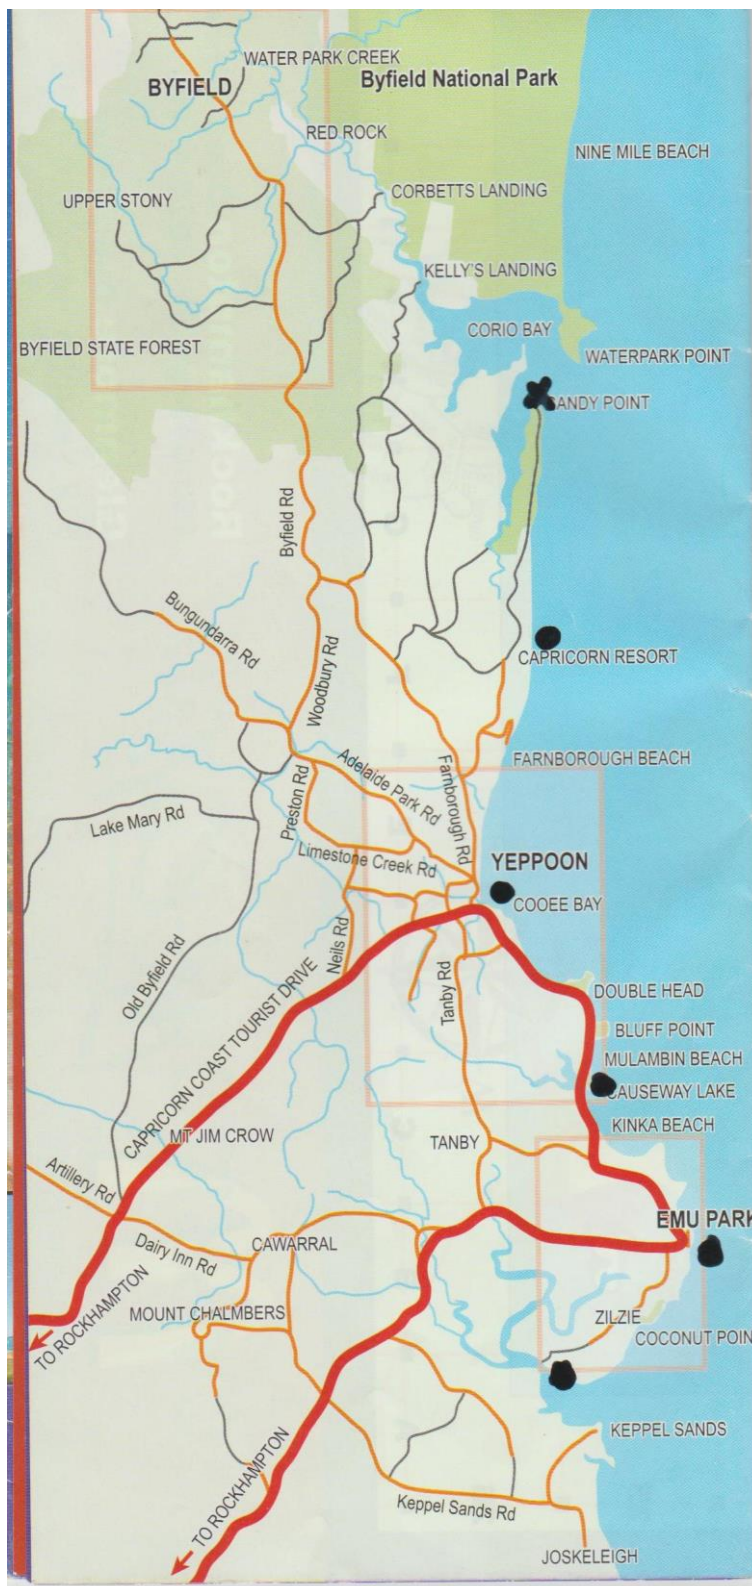 WATER PARK CREEK
BYFIELD
Byfield National Park
RED ROCK
NINE MILE BEACH
UPPER STONY
CORBETTS LANDING
KELLY'S LANDING
CORIO BAY
BYFIELD STATE FOREST
WATERPARK POINT
SANDY POINT
Byfield Rd
Bungundarra Rd
Woodbury Rd
CAPRICORN RESORT
Adelaide Park Rd
Farnborough Rd
FARNBOROUGH BEACH
Preston Rd
Lake Mary Rd
Limestone Creek Rd
YEPPOON
COOEE BAY
Neils Rd
Old Byfield Rd
Tanby Rd
CAPRICORN COAST TOURIST DRIVE
DOUBLE HEAD
BLUFF POINT
MULAMBIN BEACH
CAUSEWAY LAKE
KINKA BEACH
MT JIM CROW
TANBY
Artillery Rd
EMU PARK
Dairy Inn Rd
CAWARRAL
MOUNT CHALMBERS
ZILZIE
COCONUT POIN
TO ROCKHAMPTON
KEPPEL SANDS
TO ROCKHAMPTON
Keppel Sands Rd
JOSKELEIGH